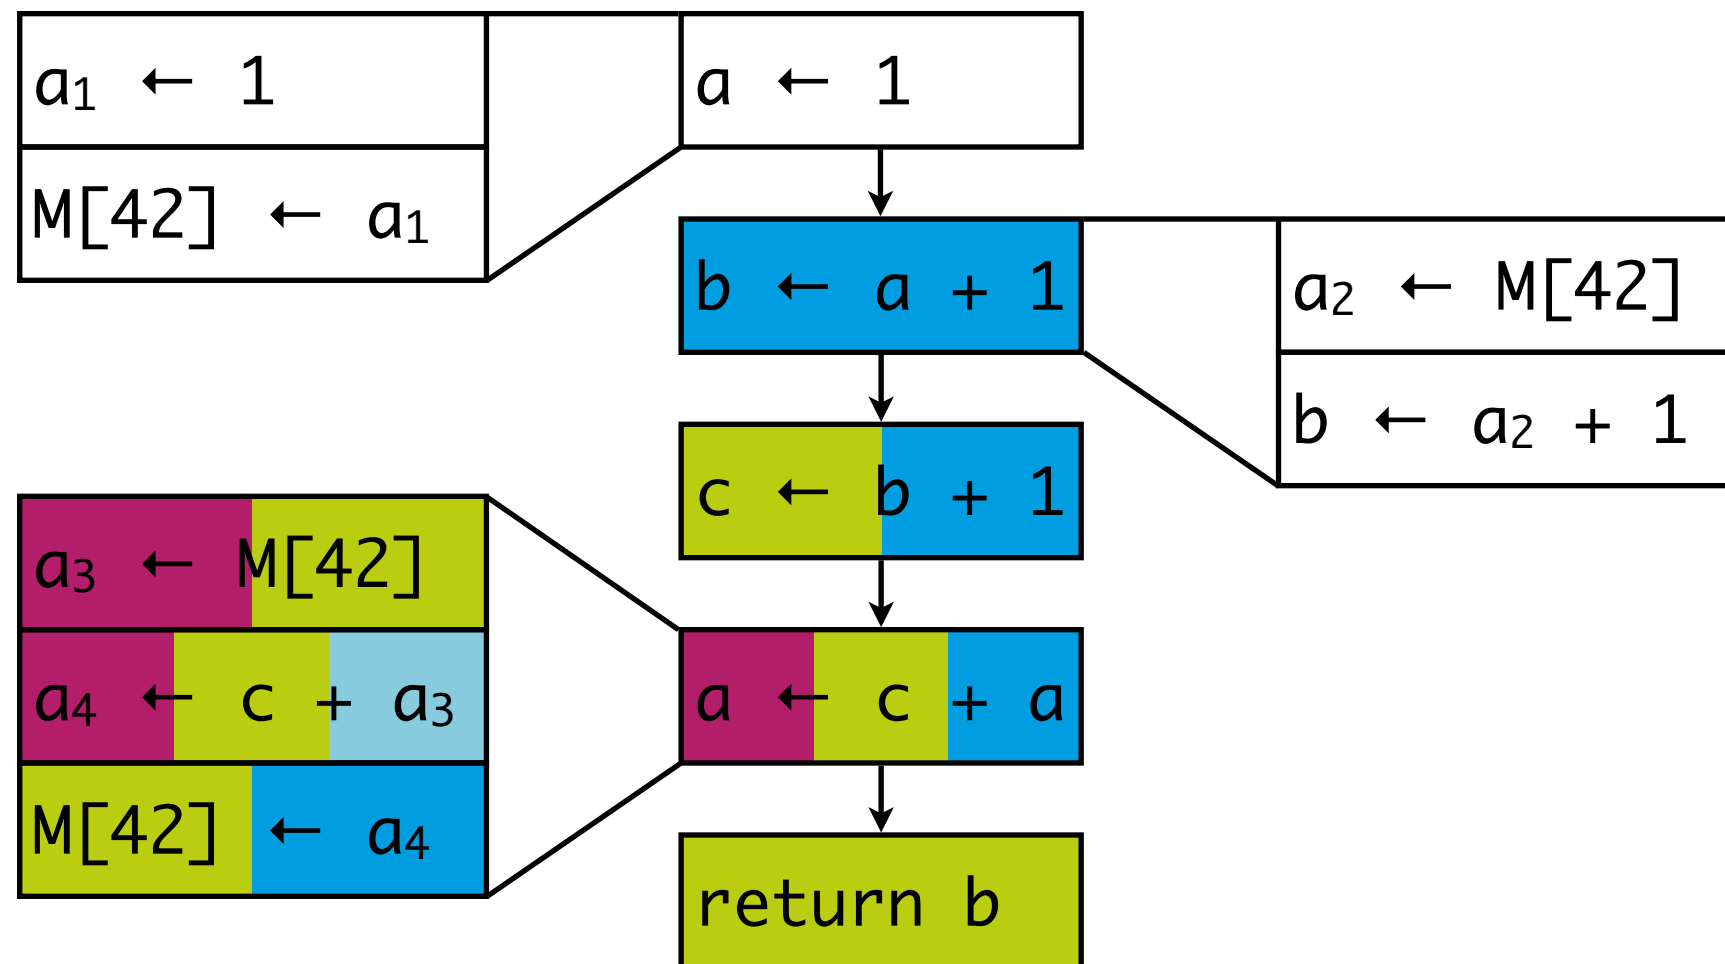 a₁ ← 1
M[42] ← a₁
a ← 1
b ← a + 1
a₂ ← M[42]
b ← a₂ + 1
c ← b + 1
a₃ ← M[42]
a₄ ← c + a₃
M[42] ← a₄
a ← c + a
return b